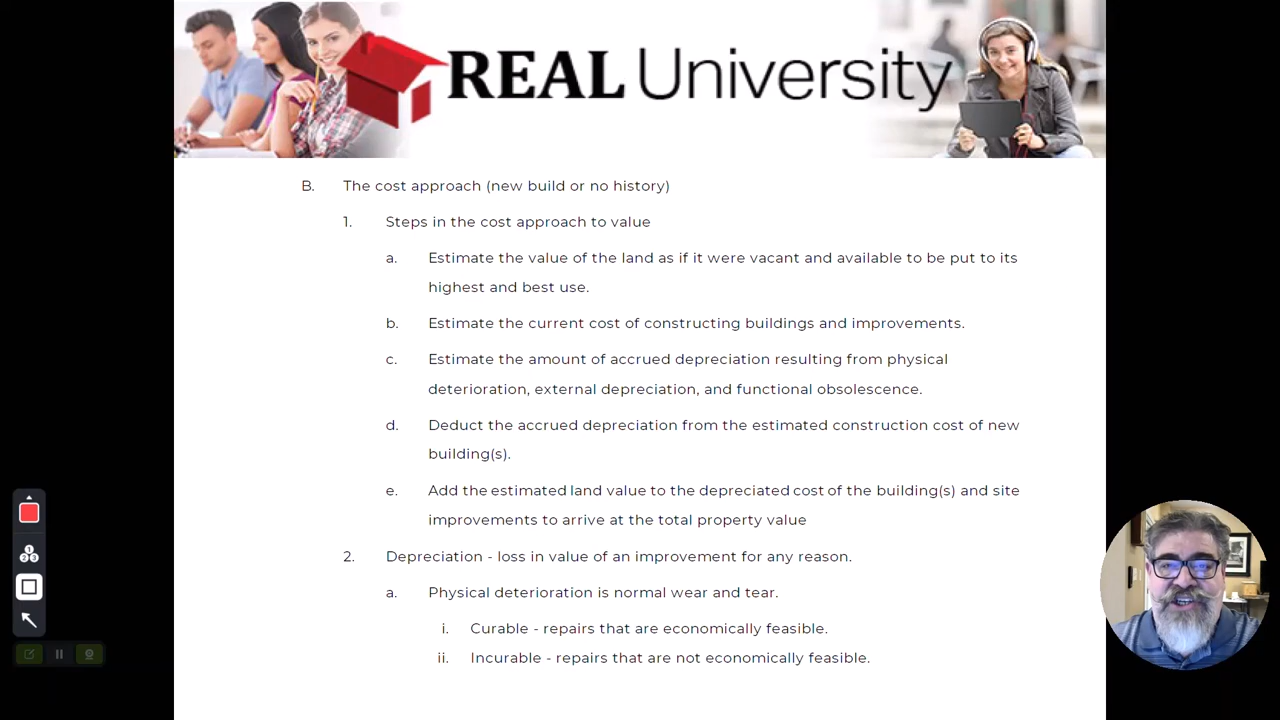 REAL University
B. The cost approach (new build or no history)
1. Steps in the cost approach to value
a. Estimate the value of the land as if it were vacant and available to be put to its
highest and best use.
b. Estimate the current cost of constructing buildings and improvements.
c. Estimate the amount of accrued depreciation resulting from physical
deterioration, external depreciation, and functional obsolescence.
d. Deduct the accrued depreciation from the estimated construction cost of new
building(s).
e. Add the estimated land value to the depreciated cost of the building(s) and site
improvements to arrive at the total property value
2. Depreciation - loss in value of an improvement for any reason.
a. Physical deterioration is normal wear and tear.
i. Curable - repairs that are economically feasible.
ii. Incurable - repairs that are not economically feasible.